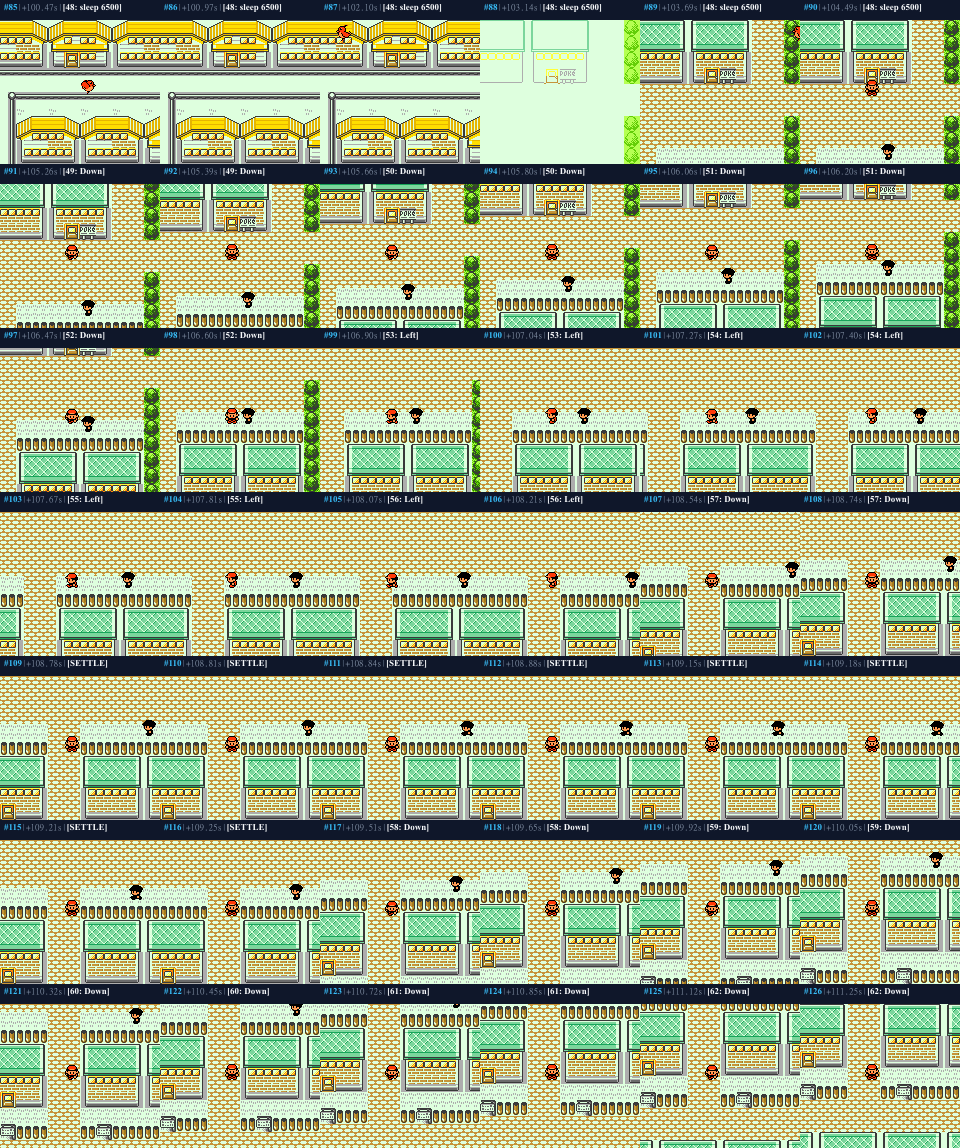 #85|+100.47s|[48: sleep 6500]
#86|+100.97s|[48: sleep 6500]
#87|+102.10s|[48: sleep 6500]
#88|+103.14s|[48: sleep 6500]
#89|+103.69s|[48: sleep 6500]
#90|+104.49s|[48: sleep 6500]
POKé
POKé
POKé
#91|+105.26s|[49: Down]
#92|+105.39s|[49: Down]
#93|+105.66s|[50: Down]
#94|+105.80s|[50: Down]
#95|+106.06s|[51: Down]
#96|+106.20s|[51: Down]
POKé
POKé
POKé
POKé
POKé
#97|+106.47s|[52: Down]
#98|+106.60s|[52: Down]
#99|+106.90s|[53: Left]
#100|+107.04s|[53: Left]
#101|+107.27s|[54: Left]
#102|+107.40s|[54: Left]
#103|+107.67s|[55: Left]
#104|+107.81s|[55: Left]
#105|+108.07s|[56: Left]
#106|+108.21s|[56: Left]
#107|+108.54s|[57: Down]
#108|+108.74s|[57: Down]
#109|+108.78s|[SETTLE]
#110|+108.81s|[SETTLE]
#111|+108.84s|[SETTLE]
#112|+108.88s|[SETTLE]
#113|+109.15s|[SETTLE]
#114|+109.18s|[SETTLE]
#115|+109.21s|[SETTLE]
#116|+109.25s|[SETTLE]
#117|+109.51s|[58: Down]
#118|+109.65s|[58: Down]
#119|+109.92s|[59: Down]
#120|+110.05s|[59: Down]
#121|+110.32s|[60: Down]
#122|+110.45s|[60: Down]
#123|+110.72s|[61: Down]
#124|+110.85s|[61: Down]
#125|+111.12s|[62: Down]
#126|+111.25s|[62: Down]